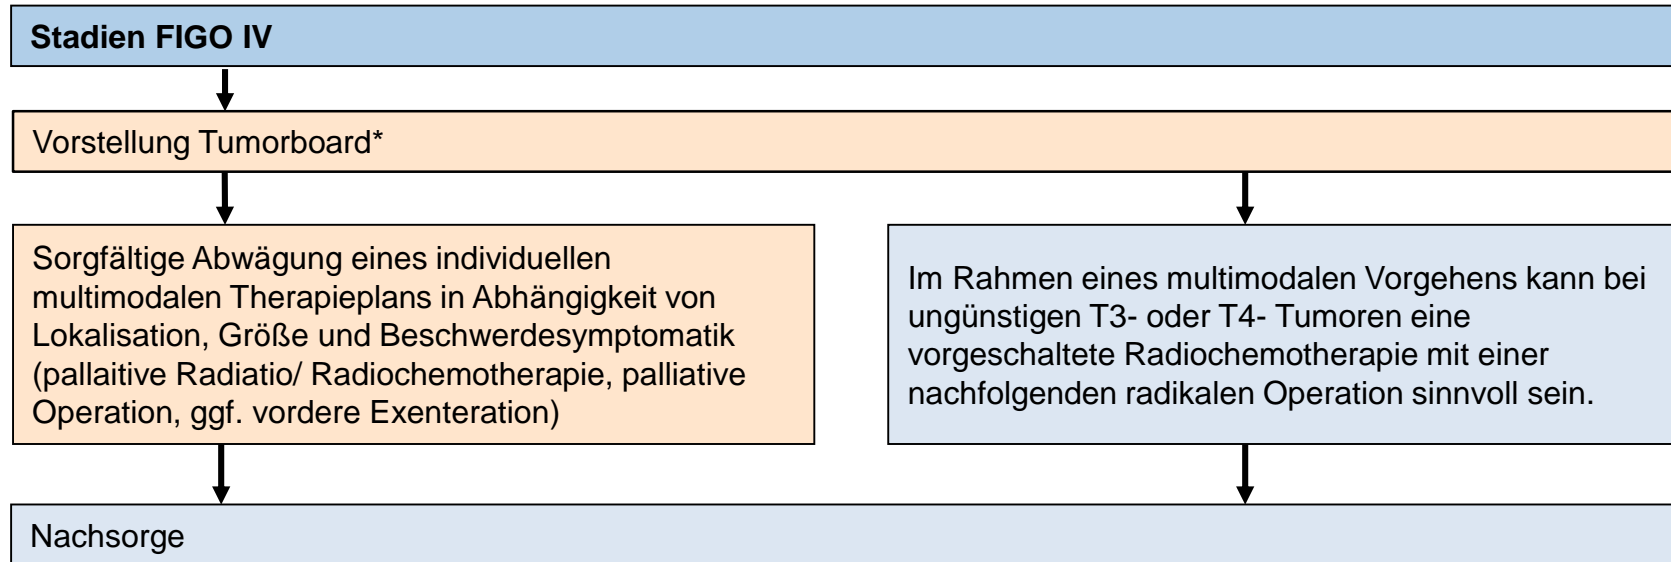 Stadien FIGO IV
Vorstellung Tumorboard*
Sorgfältige Abwägung eines individuellen
multimodalen Therapieplans in Abhängigkeit von
Lokalisation, Größe und Beschwerdesymptomatik
(pallaitive Radiatio/ Radiochemotherapie, palliative
Operation, ggf. vordere Exenteration)
Im Rahmen eines multimodalen Vorgehens kann bei
ungünstigen T3- oder T4- Tumoren eine
vorgeschaltete Radiochemotherapie mit einer
nachfolgenden radikalen Operation sinnvoll sein.
Nachsorge